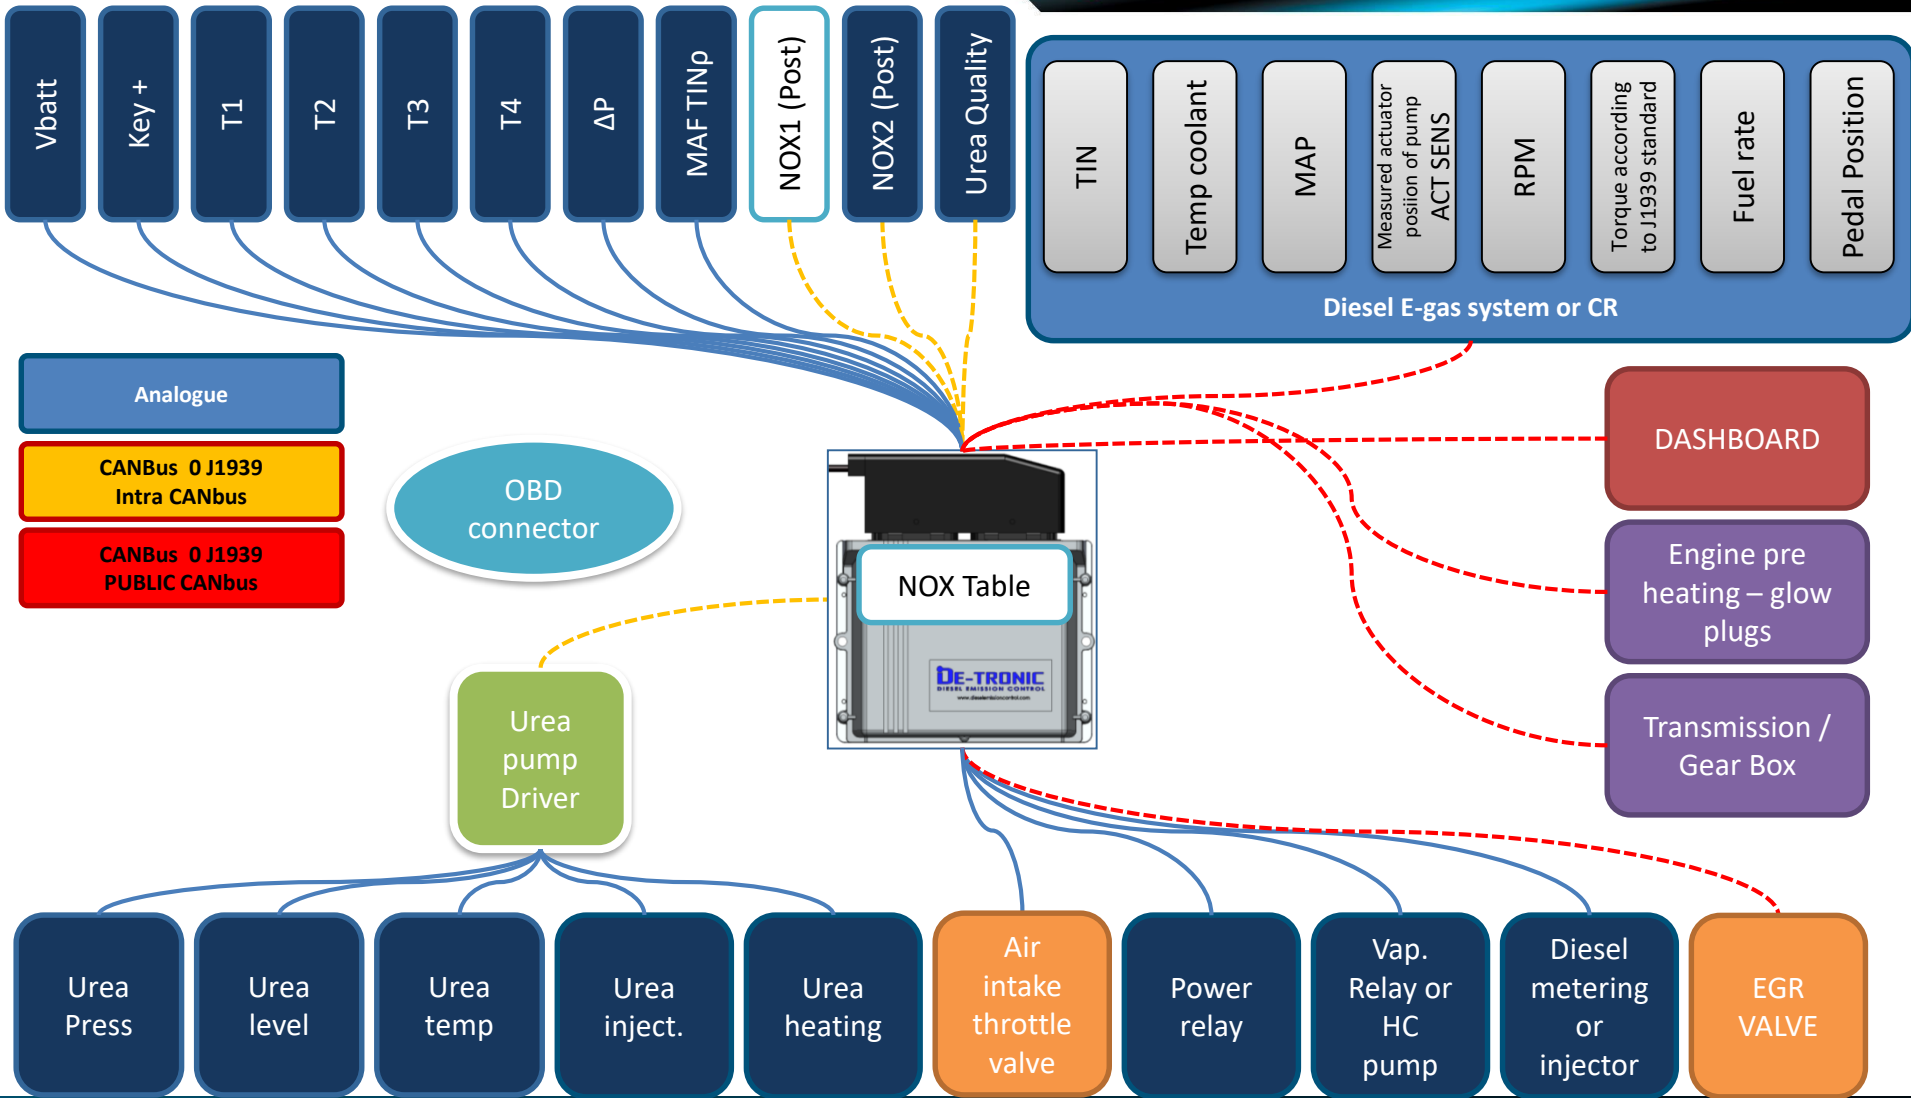 Vbatt
Key +
T1
T2
T3
T4
ΔP
MAF TINρ
NOX1 (Post)
NOX2 (Post)
Urea Quality
TIN
Temp coolant
MAP
Measured actuator
posiion of pump
ACT SENS
RPM
Torque according
to J1939 standard
Fuel rate
Pedal Position
Diesel E-gas system or CR
Analogue
CANBus 0 J1939
Intra CANbus
CANBus 0 J1939
PUBLIC CANbus
OBD
connector
NOX Table
DE-TRONIC
DIESEL EMISSION CONTROL
www.dieselemissioncontrol.com
DASHBOARD
Engine pre
heating – glow
plugs
Transmission /
Gear Box
Urea
pump
Driver
Urea
Press
Urea
level
Urea
temp
Urea
inject.
Urea
heating
Air
intake
throttle
valve
Power
relay
Vap.
Relay or
HC
pump
Diesel
metering
or
injector
EGR
VALVE